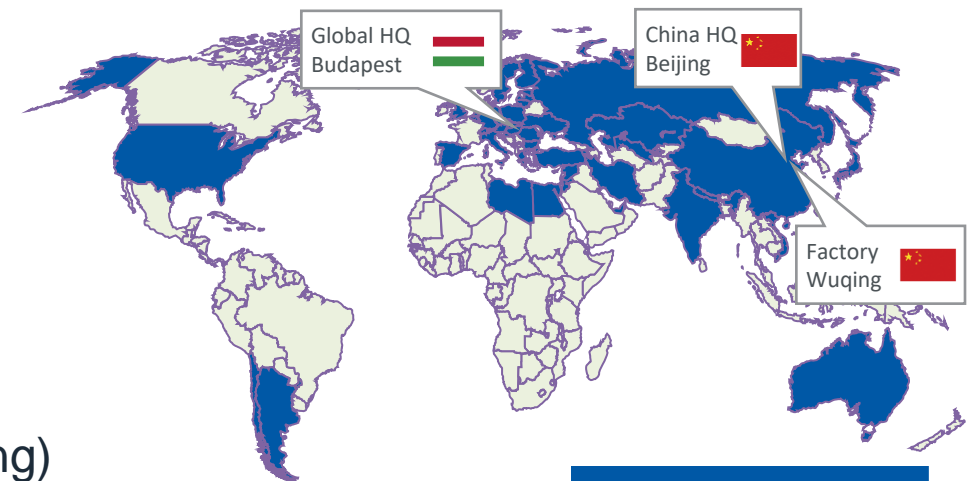 Global HQ
Budapest
China HQ
Beijing
Factory
Wuqing
ng)